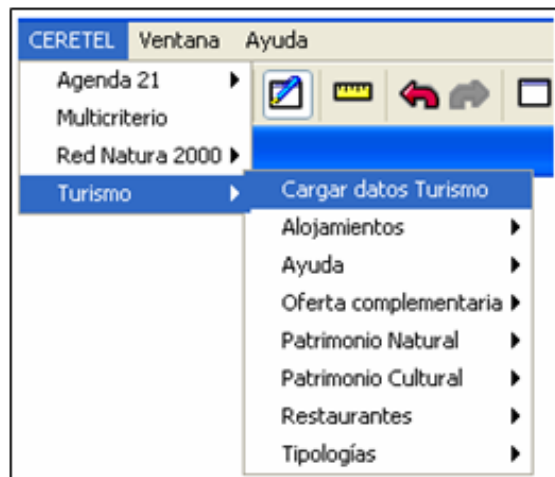 CERETEL Ventana Ayuda
Agenda 21
Multicriterio
Red Natura 2000
Turismo
Cargar datos Turismo
Alojamientos
Ayuda
Oferta complementaria
Patrimonio Natural
Patrimonio Cultural
Restaurantes
Tipologías